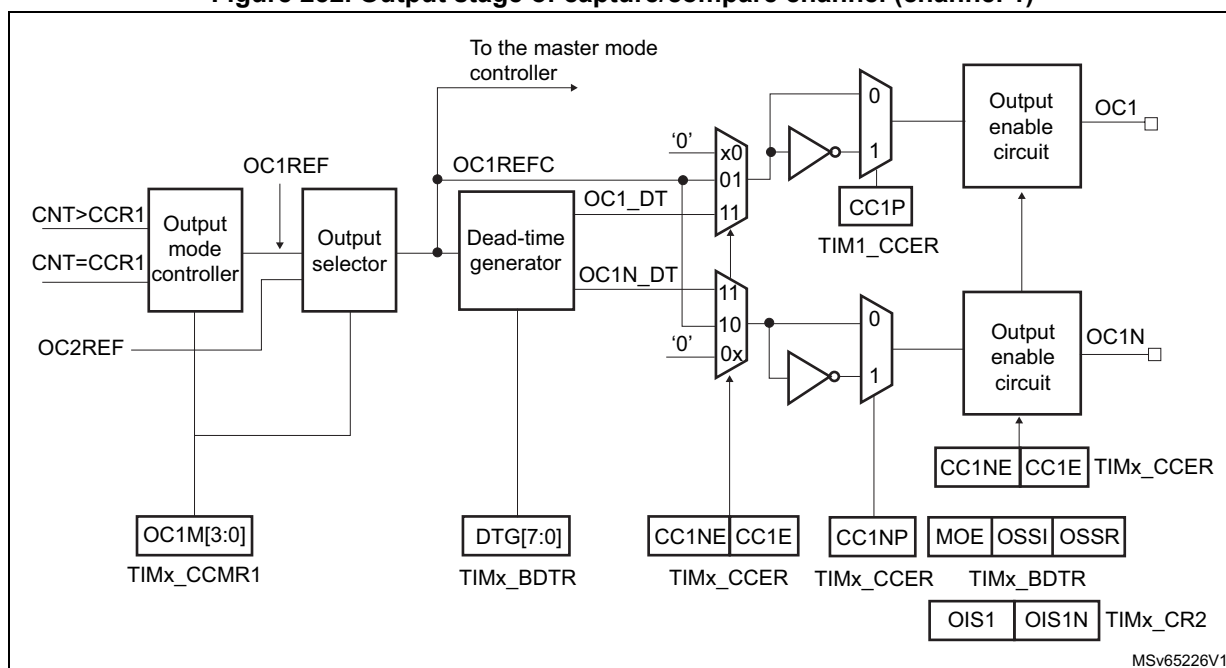 Figure 262. Output stage of capture/compare channel (channel 1)
To the master mode
controller
OC1REF
OC1REFC
CNT>CCR1
CNT=CCR1
OC2REF
Output
mode
controller
Output
selector
Dead-time
generator
OC1_DT
OC1N_DT
‘0’
x0
01
11
11
10
0x
‘0’
0
1
CC1P
TIM1_CCER
0
1
Output
enable
circuit
OC1
Output
enable
circuit
OC1N
CC1NE CC1E TIMx_CCER
OC1M[3:0]
TIMx_CCMR1
DTG[7:0]
TIMx_BDTR
CC1NE CC1E
TIMx_CCER
CC1NP
TIMx_CCER
MOE OSSI OSSR
TIMx_BDTR
OIS1 OIS1N TIMx_CR2
MSv65226V1